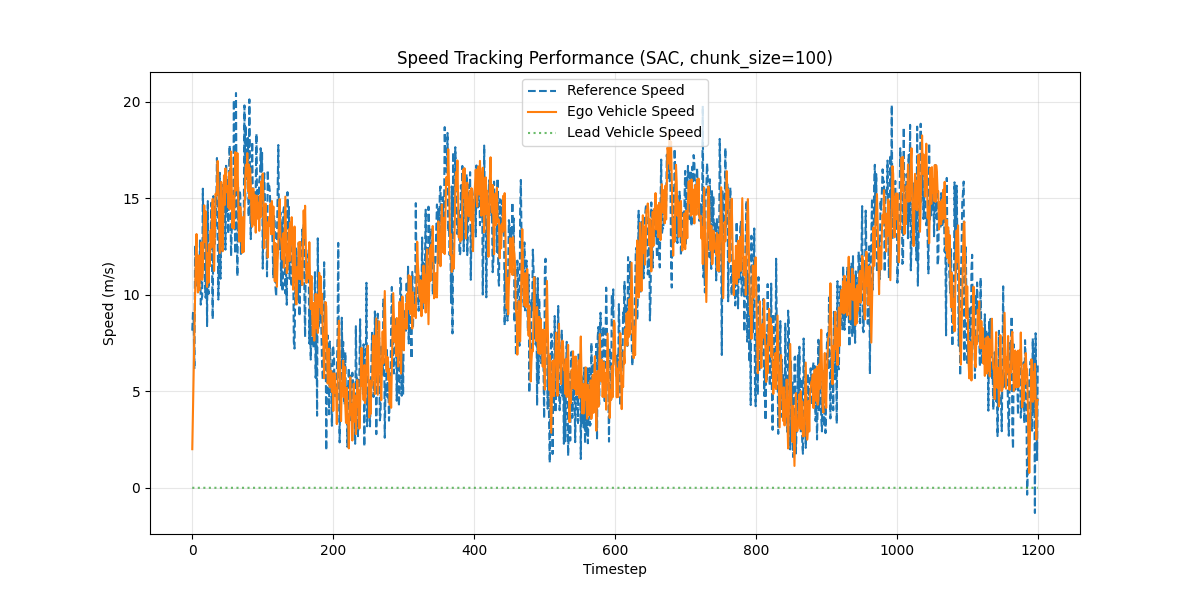 Speed Tracking Performance (SAC, chunk_size=100)
Reference Speed
Ego Vehicle Speed
Lead Vehicle Speed
Speed (m/s)
20
15
10
5
0
0 200 400 600 800 1000 1200
Timestep